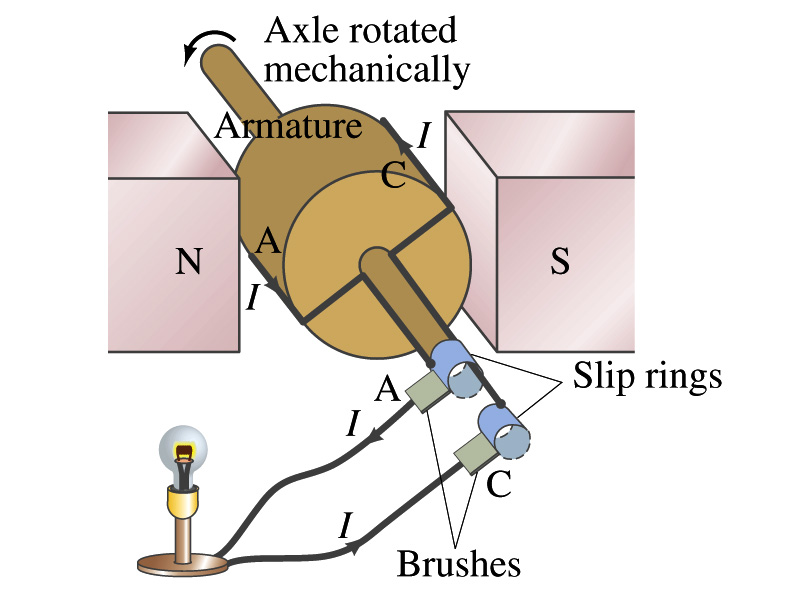 Axle rotated
mechanically
Armature
I
C
A
N
S
I
Slip rings
A
I
C
I
Brushes